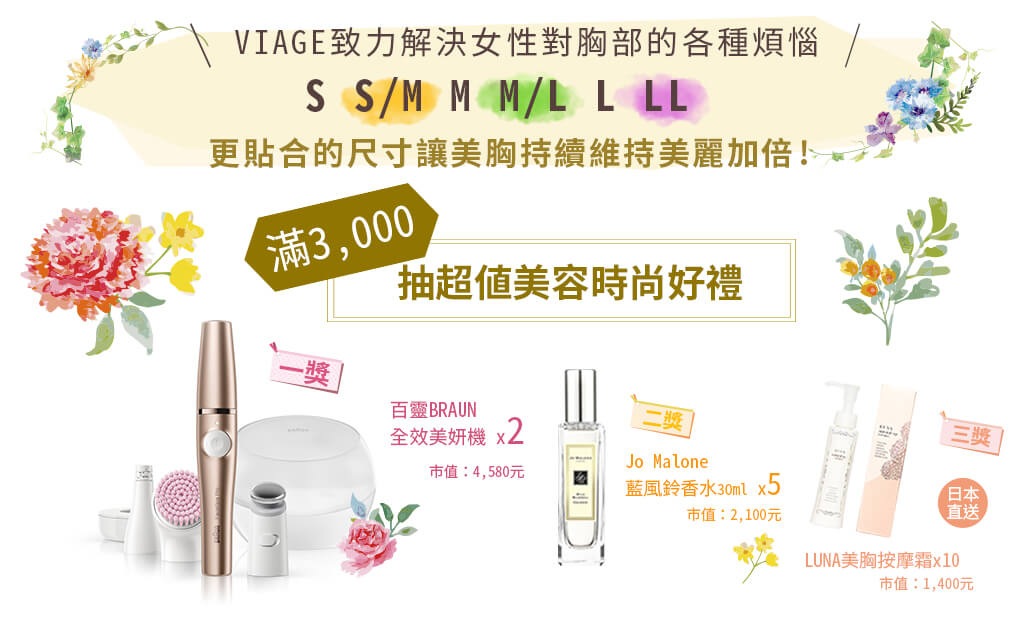 VIAGE致力解決女性對胸部的各種煩惱
S S/M M M/L L LL
更貼合的尺寸讓美胸持續維持美麗加倍!
滿3,000
抽超值美容時尚好禮
一獎
百靈BRAUN
全效美妍機 x2
市值：4,580元
JO MALONE
二獎
Jo Malone
藍風鈴香水30ml x5
市值：2,100元
LUNA
三獎
日本
直送
LUNA美胸按摩霜x10
市值：1,400元